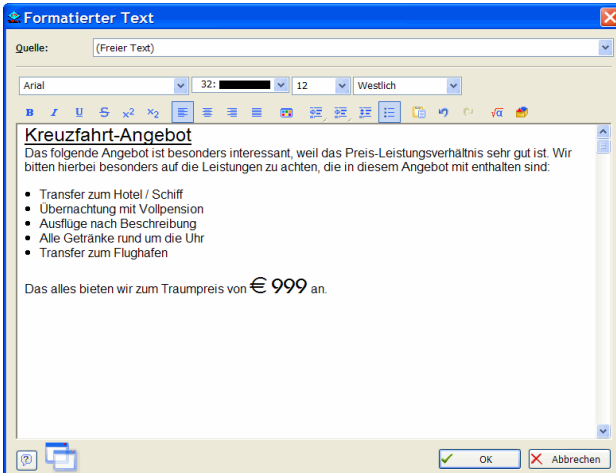 Formatierter Text
Quelle: (Freier Text)
Arial 32: 12 Westlich
B I U S x² x₂ √α
Kreuzfahrt-Angebot
Das folgende Angebot ist besonders interessant, weil das Preis-Leistungsverhältnis sehr gut ist. Wir
bitten hierbei besonders auf die Leistungen zu achten, die in diesem Angebot mit enthalten sind:
• Transfer zum Hotel / Schiff
• Übernachtung mit Vollpension
• Ausflüge nach Beschreibung
• Alle Getränke rund um die Uhr
• Transfer zum Flughafen
Das alles bieten wir zum Traumpreis von € 999 an.
? OK Abbrechen